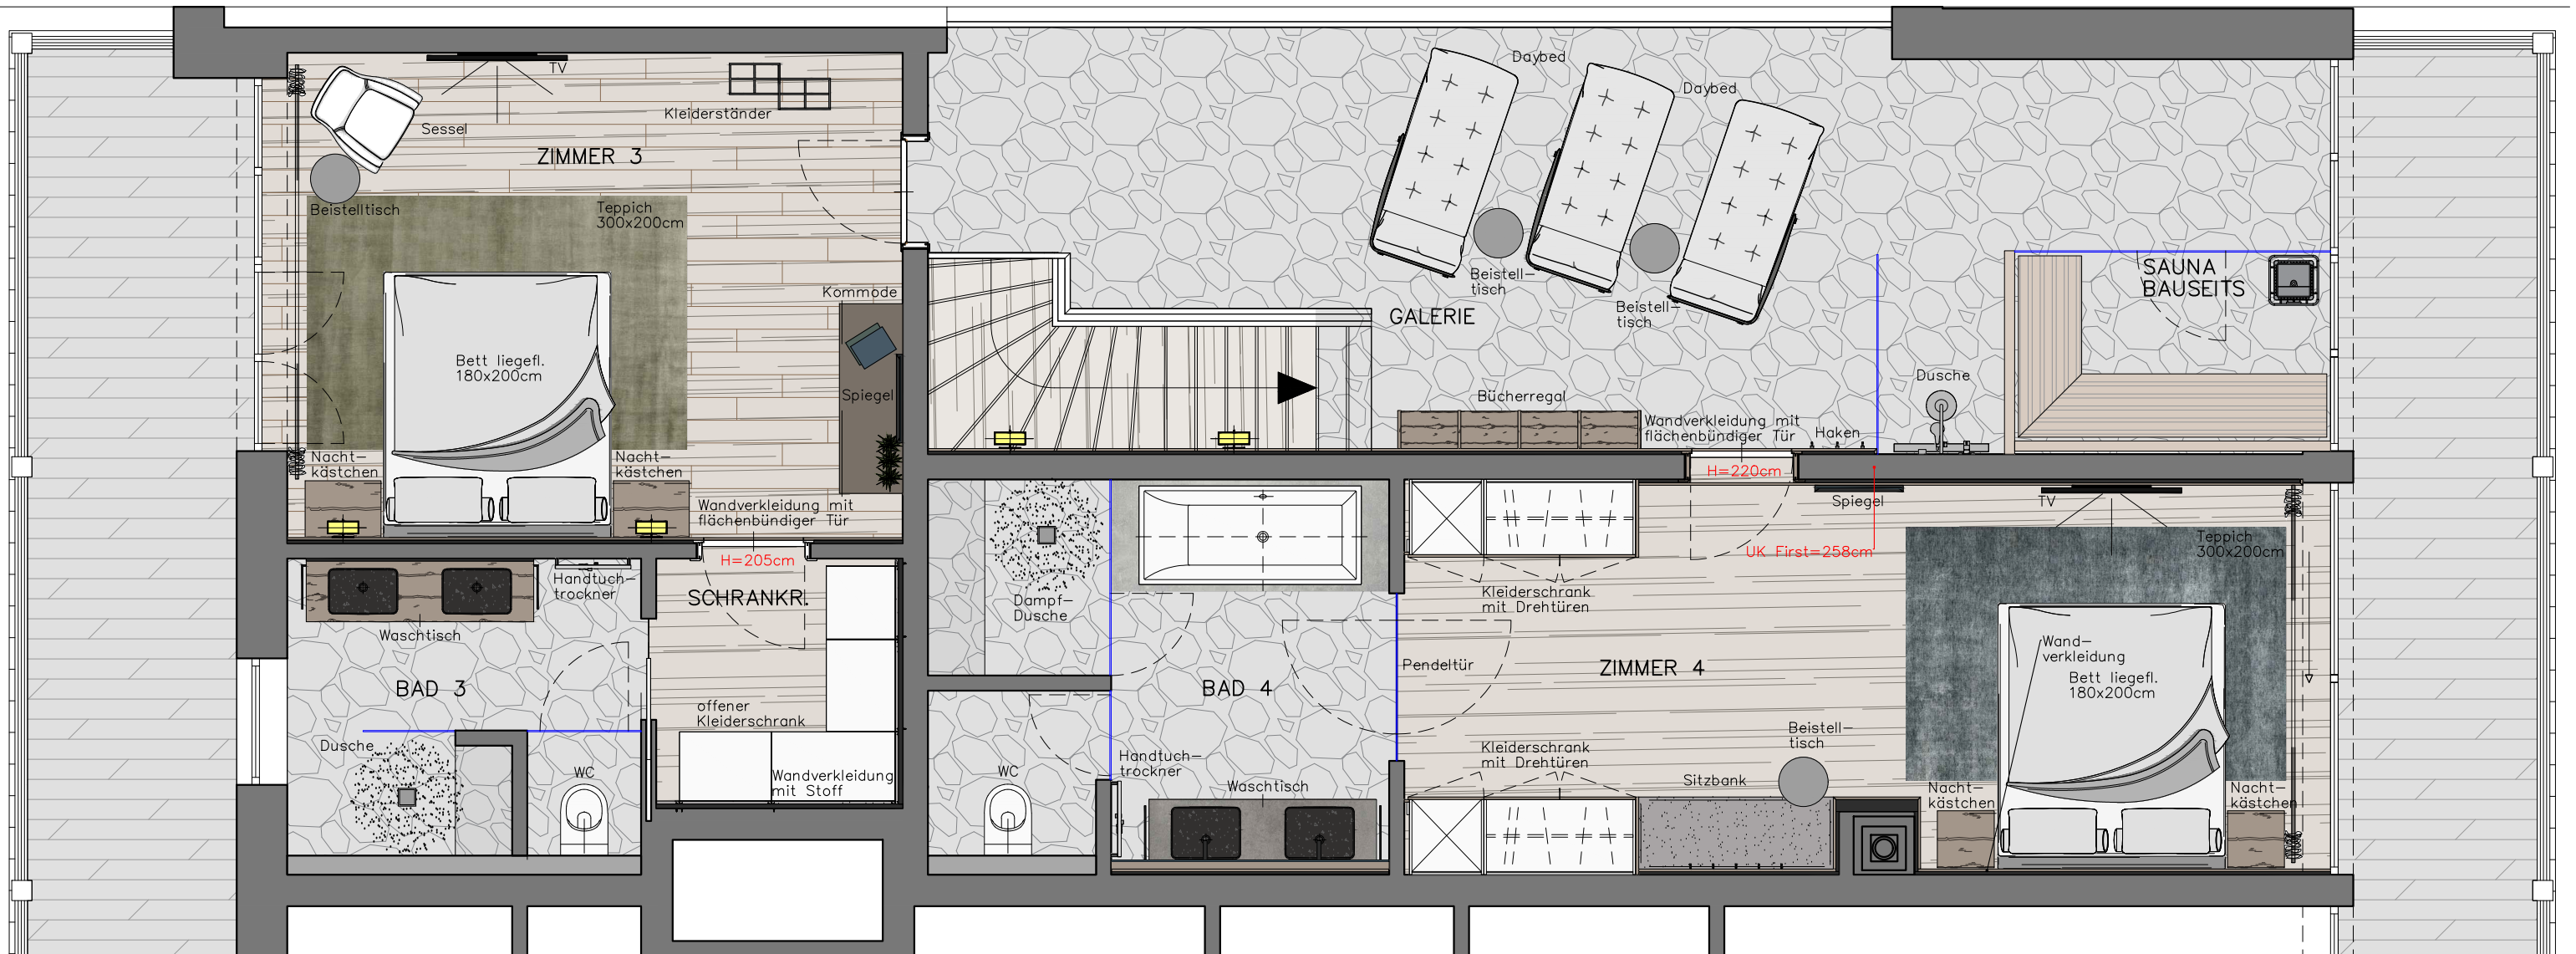 TV
Kleiderständer
Sessel
ZIMMER 3
Beistelltisch
Teppich
300x200cm
Kommode
Bett liegefl.
180x200cm
Spiegel
Nacht-
kästchen
Nacht-
kästchen
Wandverkleidung mit
flächenbündiger Tür
H=205cm
Daybed
Daybed
Beistell-
tisch
Beistell-
tisch
GALERIE
SAUNA
BAUSEITS
Dusche
Bücherregal
Wandverkleidung mit
flächenbündiger Tür
Haken
H=220cm
Handtuch-
trockner
Waschtisch
SCHRANKR.
BAD 3
offener
Kleiderschrank
Dusche
WC
Wandverkleidung
mit Stoff
Dampf-
Dusche
BAD 4
WC
Handtuch-
trockner
Waschtisch
Pendeltür
Kleiderschrank
mit Drehtüren
Spiegel
UK First=258cm
TV
Teppich
300x200cm
ZIMMER 4
Wand-
verkleidung
Bett liegefl.
180x200cm
Kleiderschrank
mit Drehtüren
Beistell-
tisch
Sitzbank
Nacht-
kästchen
Nacht-
kästchen